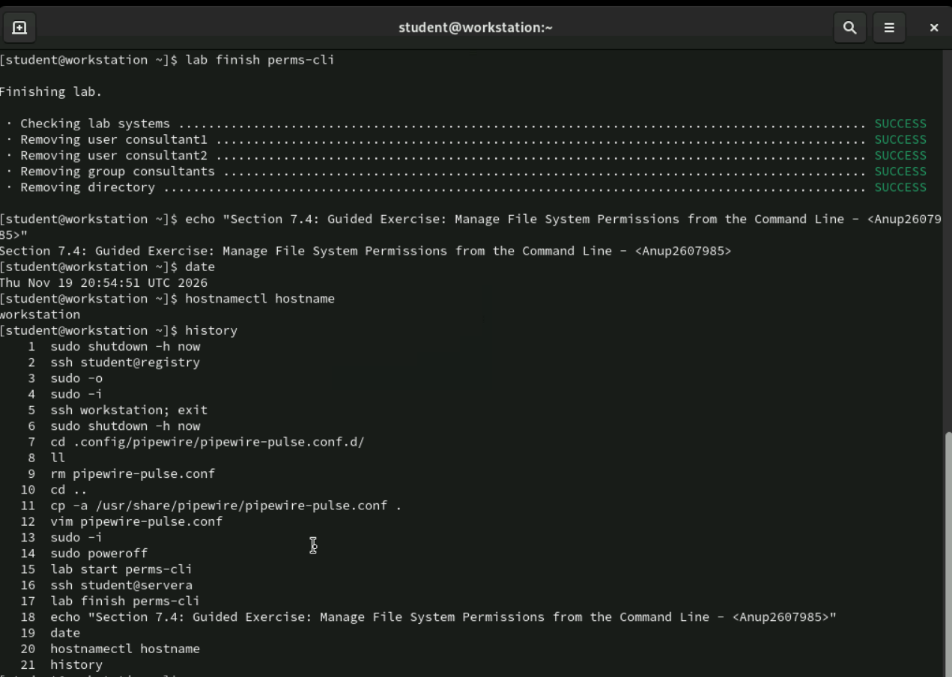 student@workstation:~
[student@workstation ~]$ lab finish perms-cli
Finishing lab.
· Checking lab systems ........................................................................................... SUCCESS
· Removing user consultant1 ...................................................................................... SUCCESS
· Removing user consultant2 ...................................................................................... SUCCESS
· Removing group consultants ..................................................................................... SUCCESS
· Removing directory ............................................................................................. SUCCESS
[student@workstation ~]$ echo "Section 7.4: Guided Exercise: Manage File System Permissions from the Command Line - <Anup26079
85>"
Section 7.4: Guided Exercise: Manage File System Permissions from the Command Line - <Anup2607985>
[student@workstation ~]$ date
Thu Nov 19 20:54:51 UTC 2026
[student@workstation ~]$ hostnamectl hostname
workstation
[student@workstation ~]$ history
1 sudo shutdown -h now
2 ssh student@registry
3 sudo -o
4 sudo -i
5 ssh workstation; exit
6 sudo shutdown -h now
7 cd .config/pipewire/pipewire-pulse.conf.d/
8 ll
9 rm pipewire-pulse.conf
10 cd ..
11 cp -a /usr/share/pipewire/pipewire-pulse.conf .
12 vim pipewire-pulse.conf
13 sudo -i
14 sudo poweroff
15 lab start perms-cli
16 ssh student@servera
17 lab finish perms-cli
18 echo "Section 7.4: Guided Exercise: Manage File System Permissions from the Command Line - <Anup2607985>"
19 date
20 hostnamectl hostname
21 history